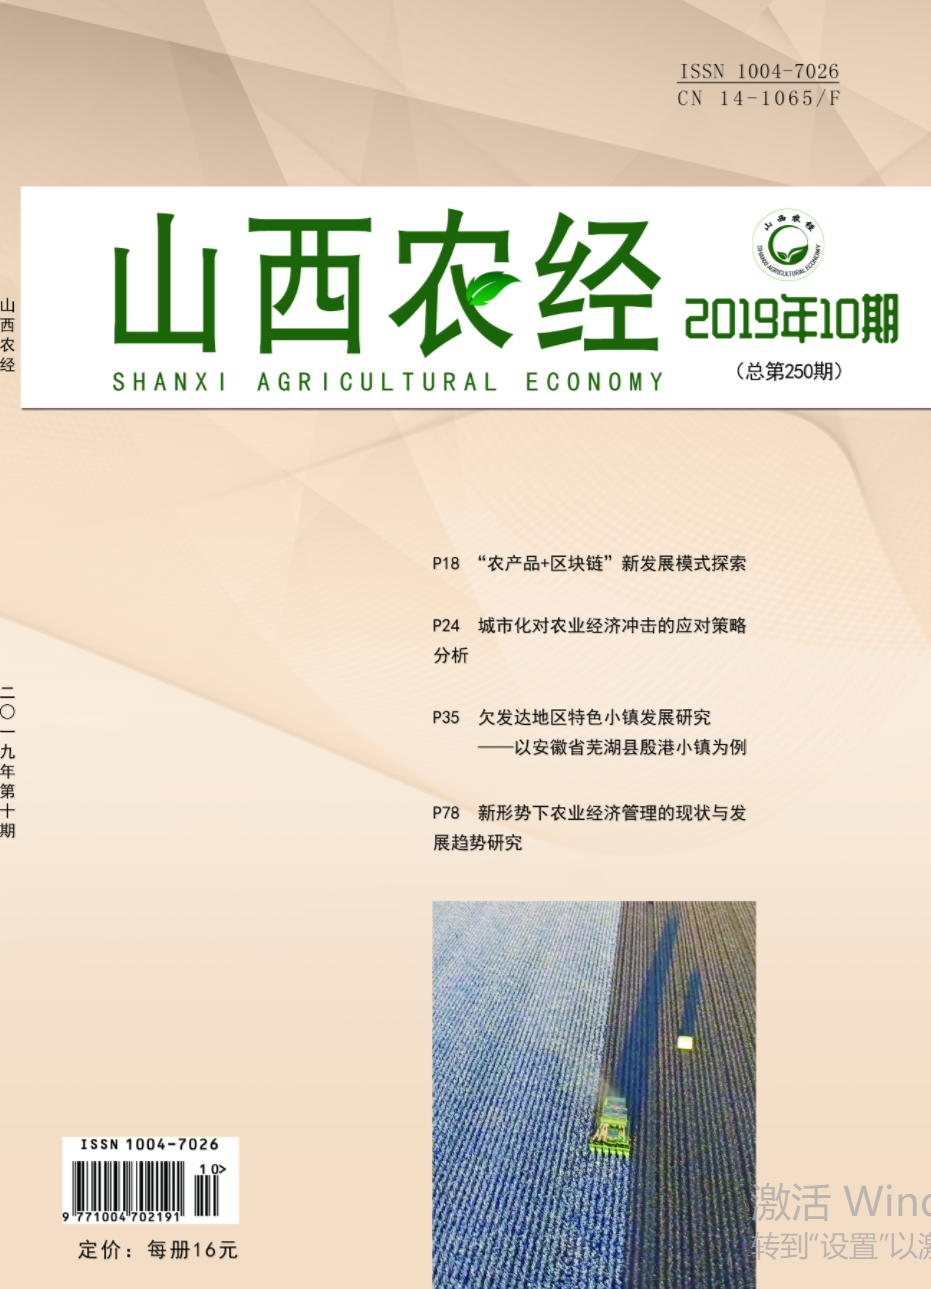 ISSN 1004-7026
CN 14-1065/F
山西农经
SHANXI AGRICULTURAL ECONOMY
山西农经
SHANXI AGRICULTURAL ECONOMY
2019年10期
（总第250期）
山西农经
二〇一九年第十期
P18 “农产品+区块链”新发展模式探索
P24 城市化对农业经济冲击的应对策略
分析
P35 欠发达地区特色小镇发展研究
——以安徽省芜湖县殷港小镇为例
P78 新形势下农业经济管理的现状与发
展趋势研究
ISSN 1004-7026
10>
9 771004 702191
定价：每册16元
激活 Wind
转到“设置”以激